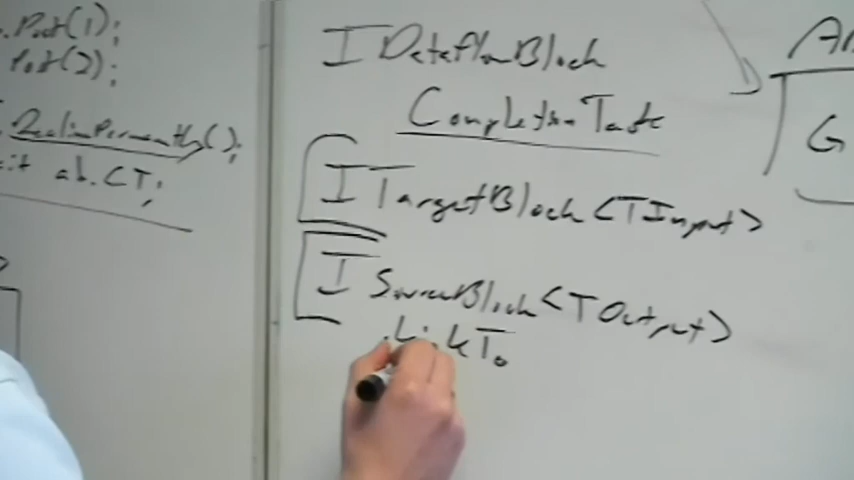 .Post(1);
Post(2);
DeclinePermanently();
ab.CT;
IDataflowBlock
CompletionTask
ITargetBlock<TInput>
ISourceBlock<TOutput>
.LinkTo
G